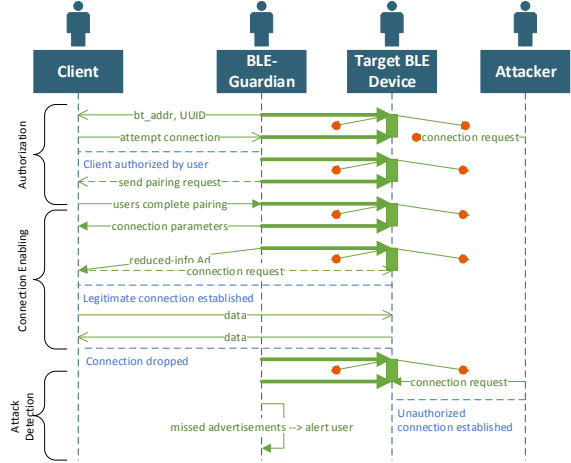 Client
BLE-
Guardian
Target BLE
Device
Attacker
Authorization
bt_addr, UUID
attempt connection
connection request
Client authorized by user
send pairing request
users complete pairing
Connection Enabling
connection parameters
reduced-info Ad
connection request
Legitimate connection established
data
data
Connection dropped
Attack
Detection
connection request
Unauthorized
connection established
missed advertisements --> alert user